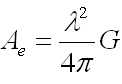 A_e = \frac{\lambda^2}{4\pi} G